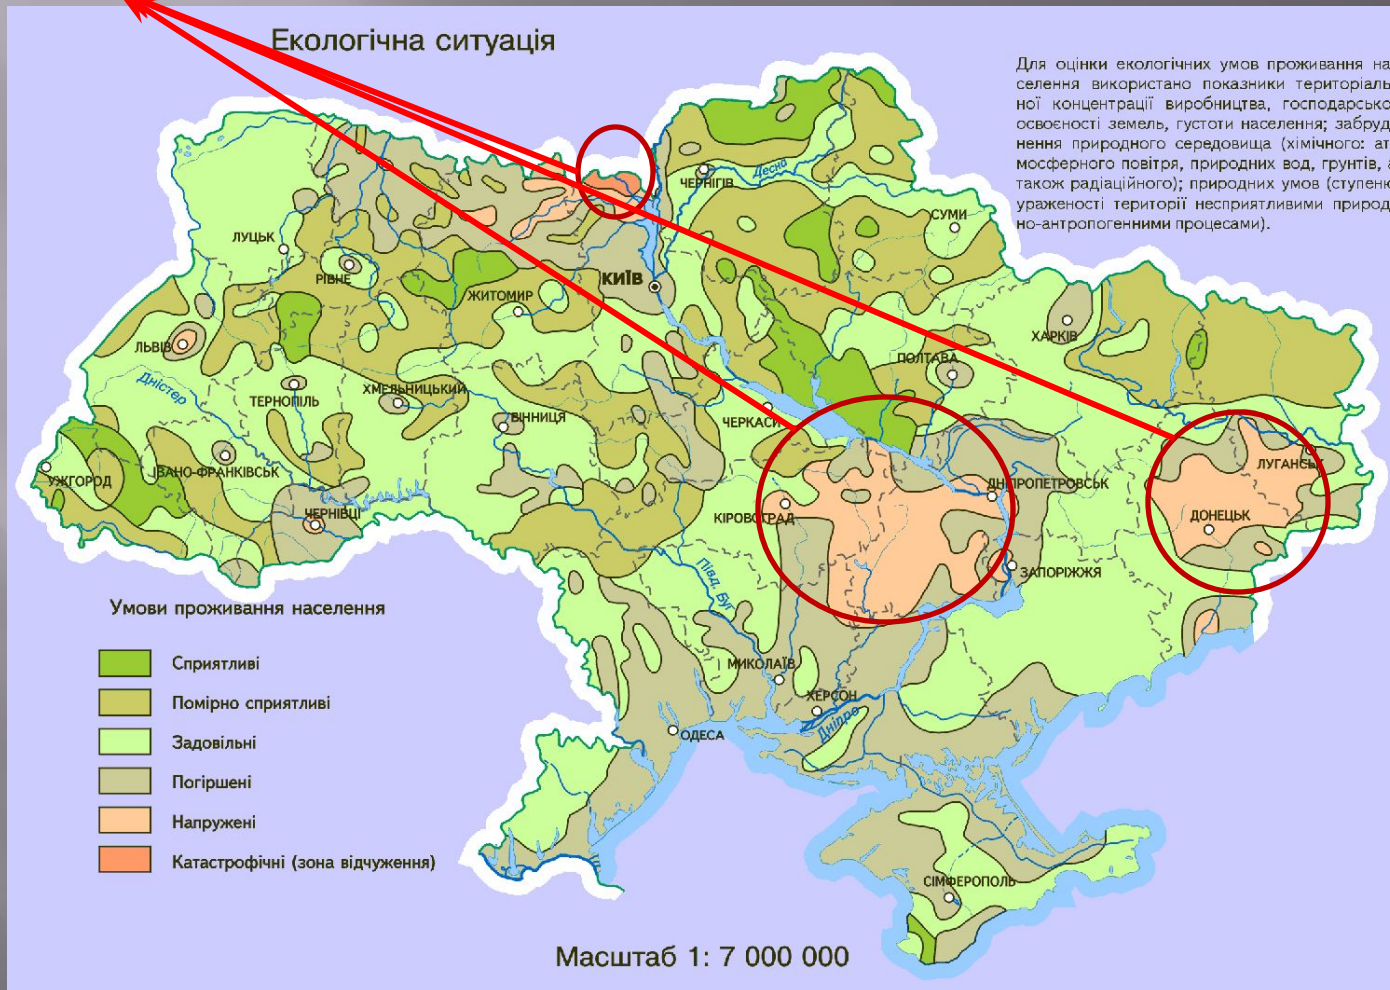 Екологічна ситуація
Для оцінки екологічних умов проживання на-
селення використано показники територіаль-
ної концентрації виробництва, господарсько
освоєності земель, густоти населення; забруд-
нення природного середовища (хімічного: ат-
мосферного повітря, природних вод, грунтів, а
також радіаційного); природних умов (ступеня
ураженості території несприятливими природ-
но-антропогенними процесами).
ЧЕРНІГІВ
Десна
СУМИ
ЛУЦЬК
РІВНЕ
КИЇВ
ЖИТОМИР
ХАРКІВ
ЛЬВІВ
ПОЛТАВА
Дністер
ТЕРНОПІЛЬ
ХМЕЛЬНИЦЬКИЙ
ВІННИЦЯ
ЧЕРКАСИ
УЖГОРОД
ІВАНО-ФРАНКІВСЬК
ЛУГАНСЬ
ДНІПРОПЕТРОВСЬК
ЧЕРНІВЦІ
КІРОВОГРАД
ДОНЕЦЬК
Півд. Буг
ЗАПОРІЖЖЯ
Умови проживання населення
Сприятливі
Помірно сприятливі
Задовільні
Погіршені
Напружені
Катастрофічні (зона відчуження)
МИКОЛАЇВ
ХЕРСОН
Дніпро
ОДЕСА
СІМФЕРОПОЛЬ
Масштаб 1: 7 000 000